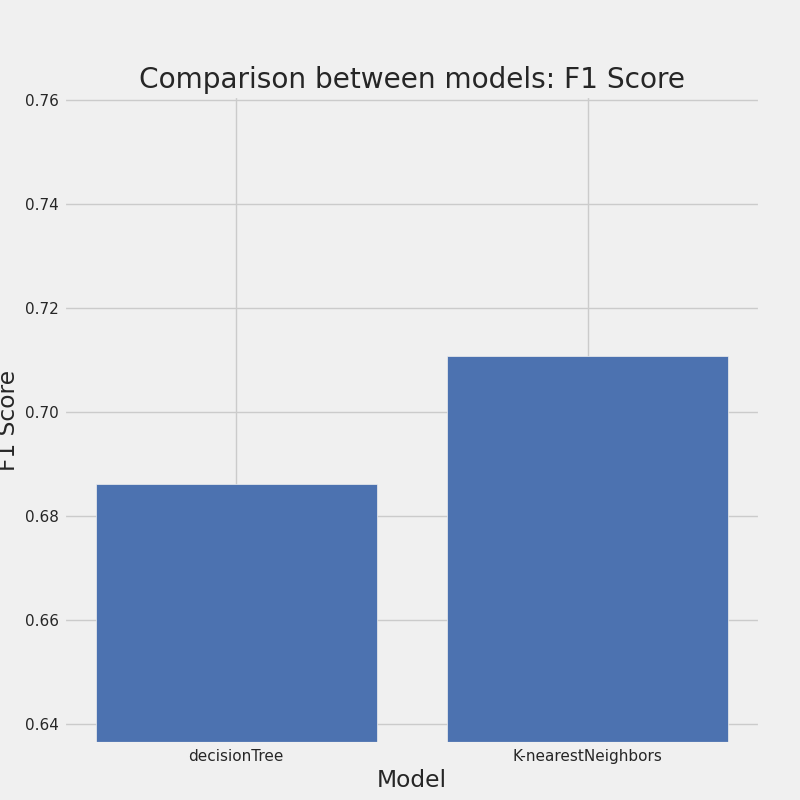 Comparison between models: F1 Score
0.76
0.74
0.72
0.70
0.68
0.66
0.64
F1 Score
decisionTree
K-nearestNeighbors
Model